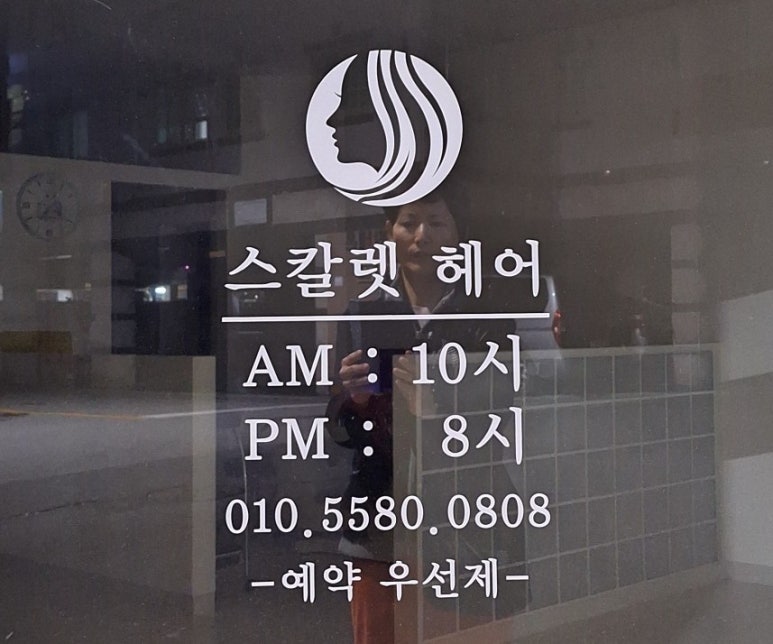 스칼렛 헤어
AM : 10시
PM : 8시
010.5580.0808
-예약 우선제-